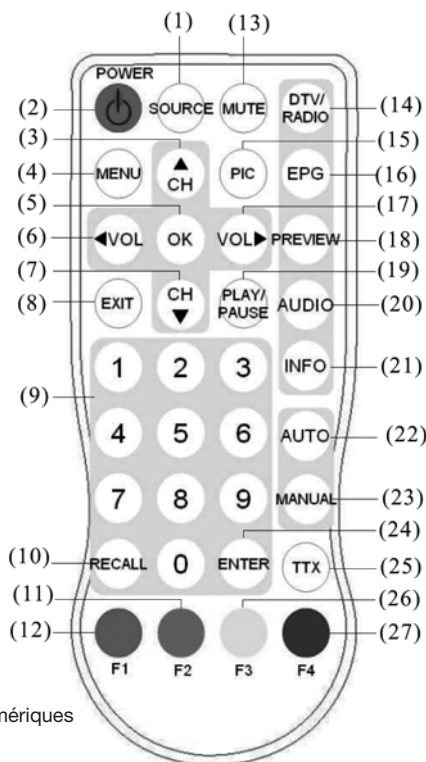 (1) (13)
POWER
(2) SOURCE MUTE DTV/ (14)
RADIO
(3) (15)
(4) MENU ▲ PIC EPG (16)
CH
(5) (17)
(6) ◀VOL OK VOL▶ PREVIEW (18)
(7) (19)
(8) EXIT CH PLAY/ AUDIO (20)
▼ PAUSE
1 2 3 INFO (21)
(9)
4 5 6 AUTO (22)
7 8 9 MANUAL (23)
(24)
(10) RECALL 0 ENTER TTX (25)
(11) (26)
(12) (27)
F1 F2 F3 F4
mériques